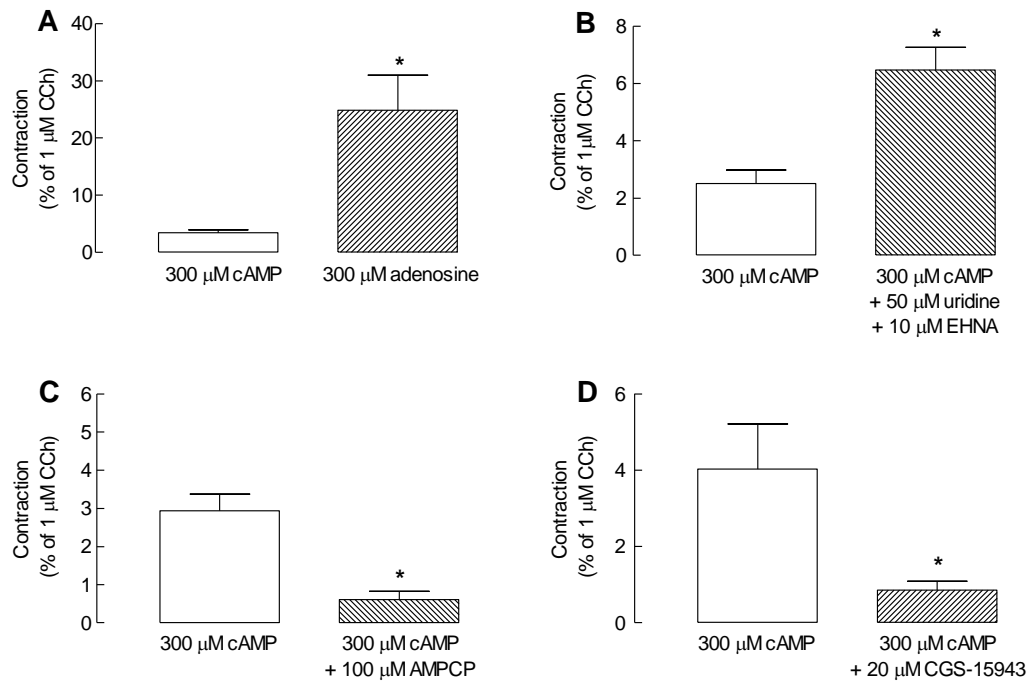 A
Contraction
(% of 1 μM CCh)
40
30
20
10
0
*
300 μM cAMP
300 μM adenosine
B
Contraction
(% of 1μM CCh)
8
6
4
2
0
*
300 μM cAMP
300 μM cAMP
+ 50 μM uridine
+ 10 μM EHNA
C
Contraction
(% of 1 μM CCh)
6
5
4
3
2
1
0
*
300 μM cAMP
300 μM cAMP
+ 100 μM AMPCP
D
Contraction
(% of 1 μM CCh)
6
4
2
0
*
300 μM cAMP
300 μM cAMP
+ 20 μM CGS-15943